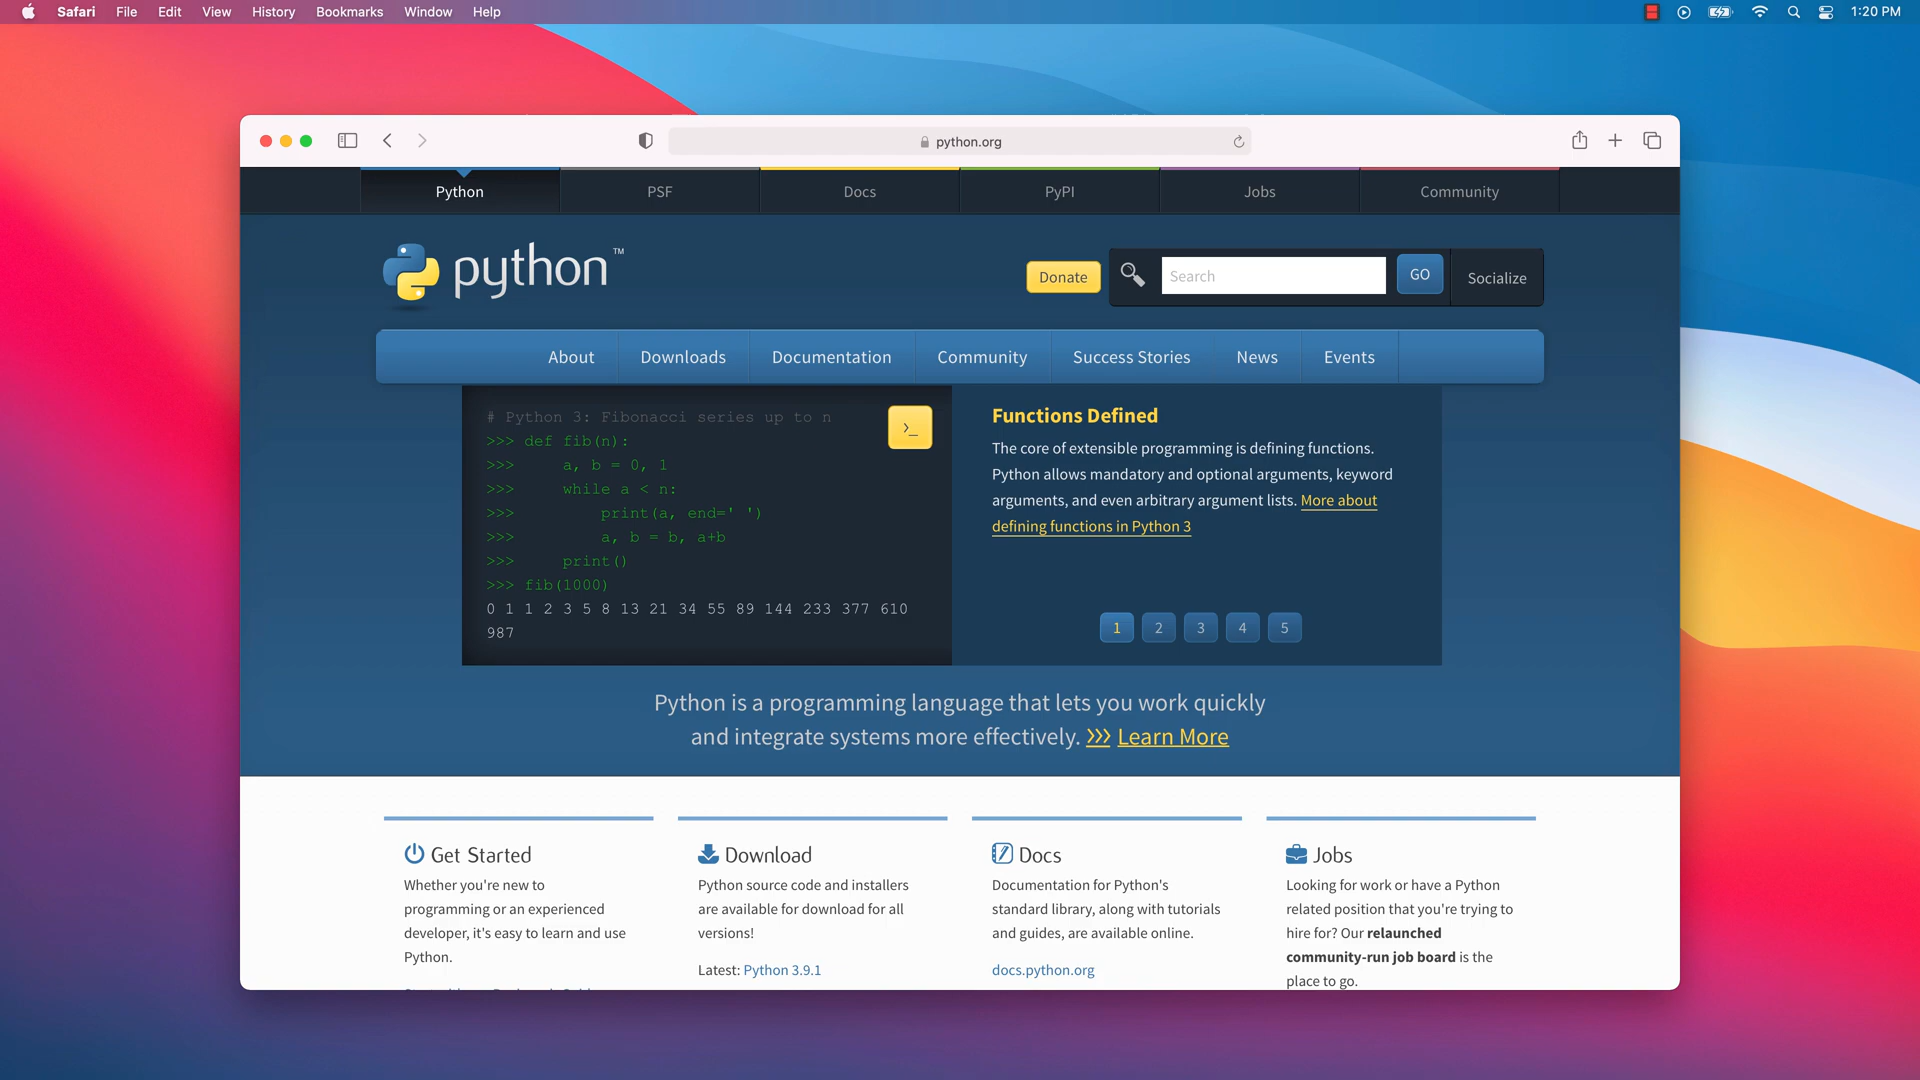 Safari File Edit View History Bookmarks Window Help 1:20 PM
python.org
Python PSF Docs PyPI Jobs Community
python™
Donate Search GO Socialize
About Downloads Documentation Community Success Stories News Events
# Python 3: Fibonacci series up to n
>>> def fib(n):
>>>     a, b = 0, 1
>>>     while a < n:
>>>         print(a, end=' ')
>>>         a, b = b, a+b
>>>     print()
>>> fib(1000)
0 1 1 2 3 5 8 13 21 34 55 89 144 233 377 610
987
>_
Functions Defined
The core of extensible programming is defining functions.
Python allows mandatory and optional arguments, keyword
arguments, and even arbitrary argument lists. More about
defining functions in Python 3
1 2 3 4 5
Python is a programming language that lets you work quickly
and integrate systems more effectively. >>> Learn More
Get Started
Whether you're new to
programming or an experienced
developer, it's easy to learn and use
Python.
Download
Python source code and installers
are available for download for all
versions!
Latest: Python 3.9.1
Docs
Documentation for Python's
standard library, along with tutorials
and guides, are available online.
docs.python.org
Jobs
Looking for work or have a Python
related position that you're trying to
hire for? Our relaunched
community-run job board is the
place to go.